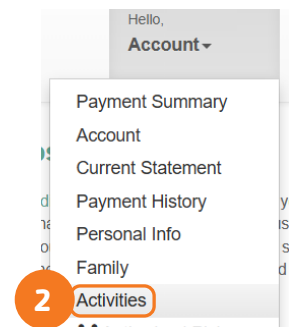 Hello,
Account
Payment Summary
Account
Current Statement
Payment History
Personal Info
Family
2 Activities